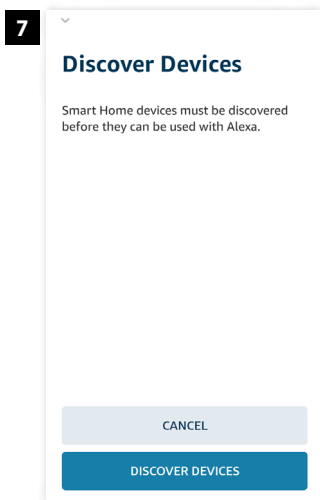 7
Discover Devices
Smart Home devices must be discovered
before they can be used with Alexa.
CANCEL
DISCOVER DEVICES